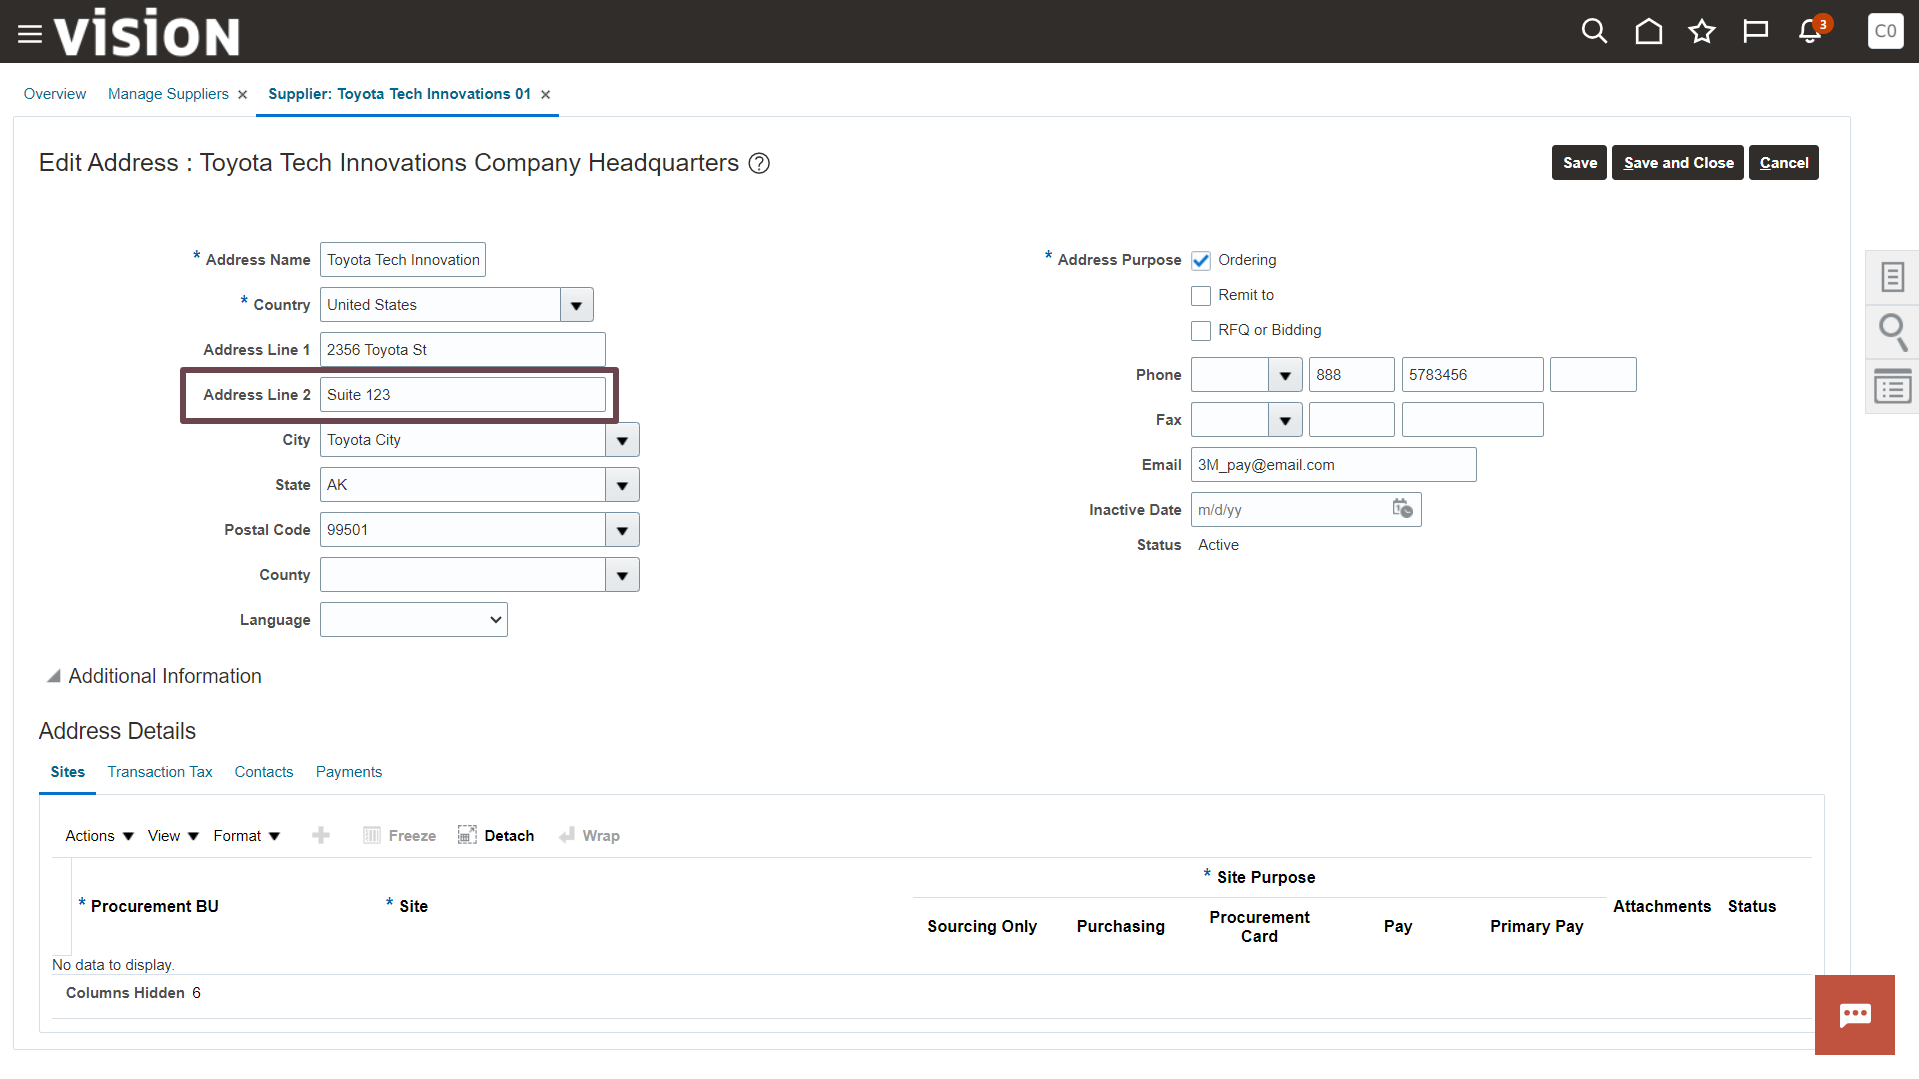 vision
3
CO
Overview
Manage Suppliers ×
Supplier: Toyota Tech Innovations 01 ×
Edit Address : Toyota Tech Innovations Company Headquarters ?
Save
Save and Close
Cancel
* Address Name Toyota Tech Innovation
* Country United States
Address Line 1 2356 Toyota St
Address Line 2 Suite 123
City Toyota City
State AK
Postal Code 99501
County
Language
* Address Purpose Ordering
Remit to
RFQ or Bidding
Phone 888 5783456
Fax
Email 3M_pay@email.com
Inactive Date m/d/yy
Status Active
Additional Information
Address Details
Sites Transaction Tax Contacts Payments
Actions View Format Freeze Detach Wrap
* Site Purpose
* Procurement BU * Site Attachments Status
Sourcing Only Purchasing Procurement Card Pay Primary Pay
No data to display.
Columns Hidden 6